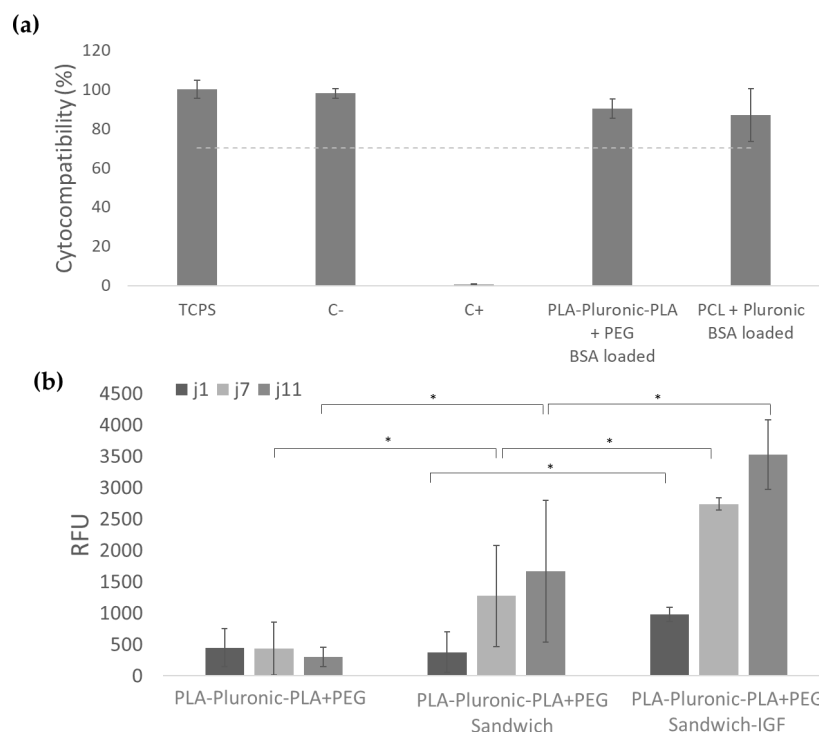 (a)
Cytocompatibility (%)
120
100
80
60
40
20
0
TCPS
C-
C+
PLA-Pluronic-PLA
+ PEG
BSA loaded
PCL + Pluronic
BSA loaded
(b)
RFU
j1 j7 j11
4500
4000
3500
3000
2500
2000
1500
1000
500
0
*
*
*
*
*
PLA-Pluronic-PLA+PEG
PLA-Pluronic-PLA+PEG
Sandwich
PLA-Pluronic-PLA+PEG
Sandwich-IGF